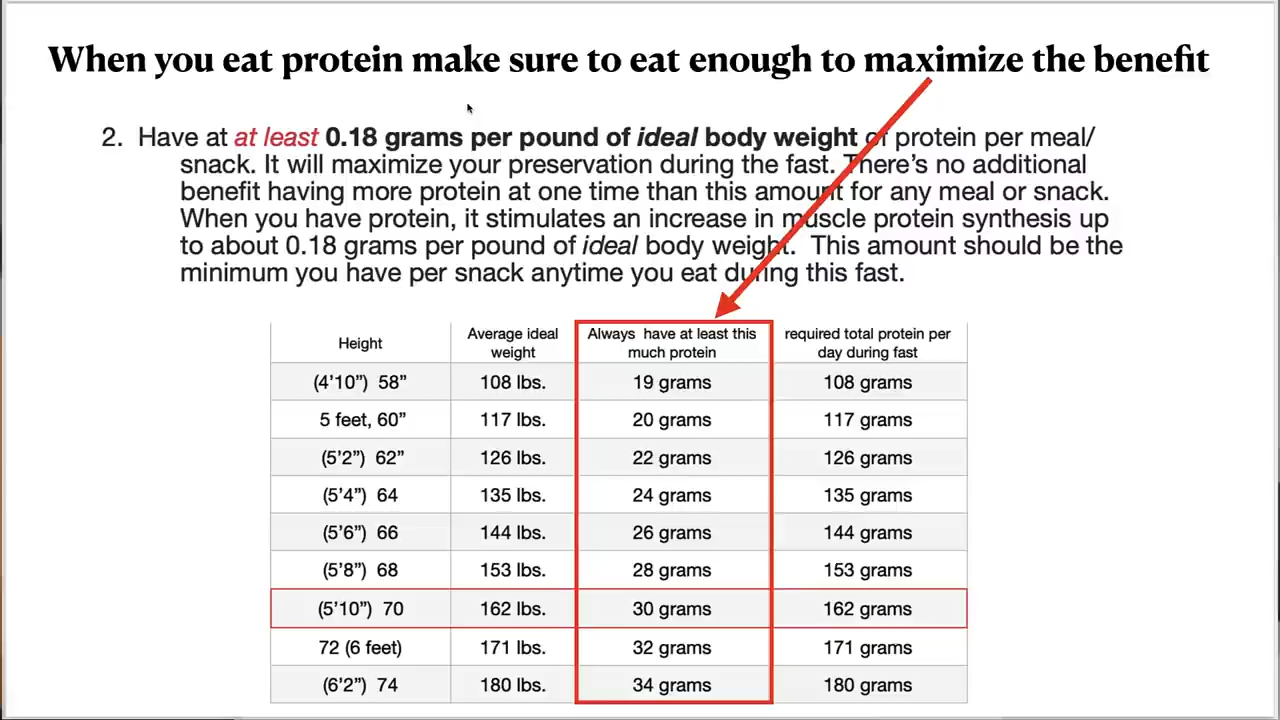 When you eat protein make sure to eat enough to maximize the benefit
2. Have at at least 0.18 grams per pound of ideal body weight of protein per meal/
snack. It will maximize your preservation during the fast. There’s no additional
benefit having more protein at one time than this amount for any meal or snack.
When you have protein, it stimulates an increase in muscle protein synthesis up
to about 0.18 grams per pound of ideal body weight. This amount should be the
minimum you have per snack anytime you eat during this fast.
Height Average ideal weight Always have at least this much protein required total protein per day during fast
(4’10”) 58” 108 lbs. 19 grams 108 grams
5 feet, 60” 117 lbs. 20 grams 117 grams
(5’2”) 62” 126 lbs. 22 grams 126 grams
(5’4”) 64 135 lbs. 24 grams 135 grams
(5’6”) 66 144 lbs. 26 grams 144 grams
(5’8”) 68 153 lbs. 28 grams 153 grams
(5’10”) 70 162 lbs. 30 grams 162 grams
72 (6 feet) 171 lbs. 32 grams 171 grams
(6’2”) 74 180 lbs. 34 grams 180 grams